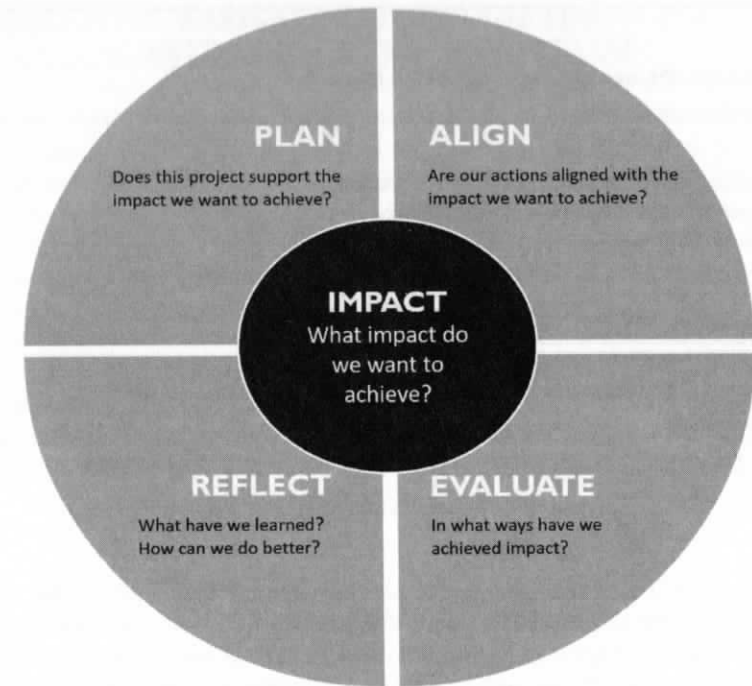 PLAN
Does this project support the
impact we want to achieve?
ALIGN
Are our actions aligned with the
impact we want to achieve?
IMPACT
What impact do
we want to
achieve?
REFLECT
What have we learned?
How can we do better?
EVALUATE
In what ways have we
achieved impact?